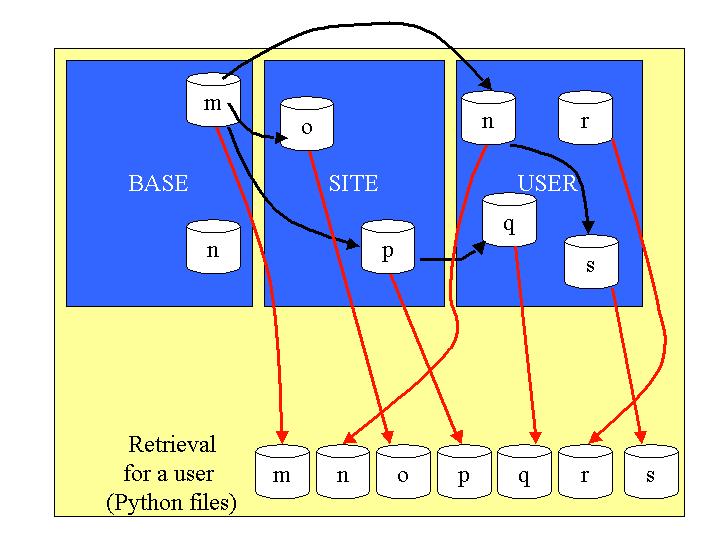 m
o
n
r
BASE
SITE
USER
q
n
p
s
Retrieval
for a user
(Python files)
m
n
o
p
q
r
s